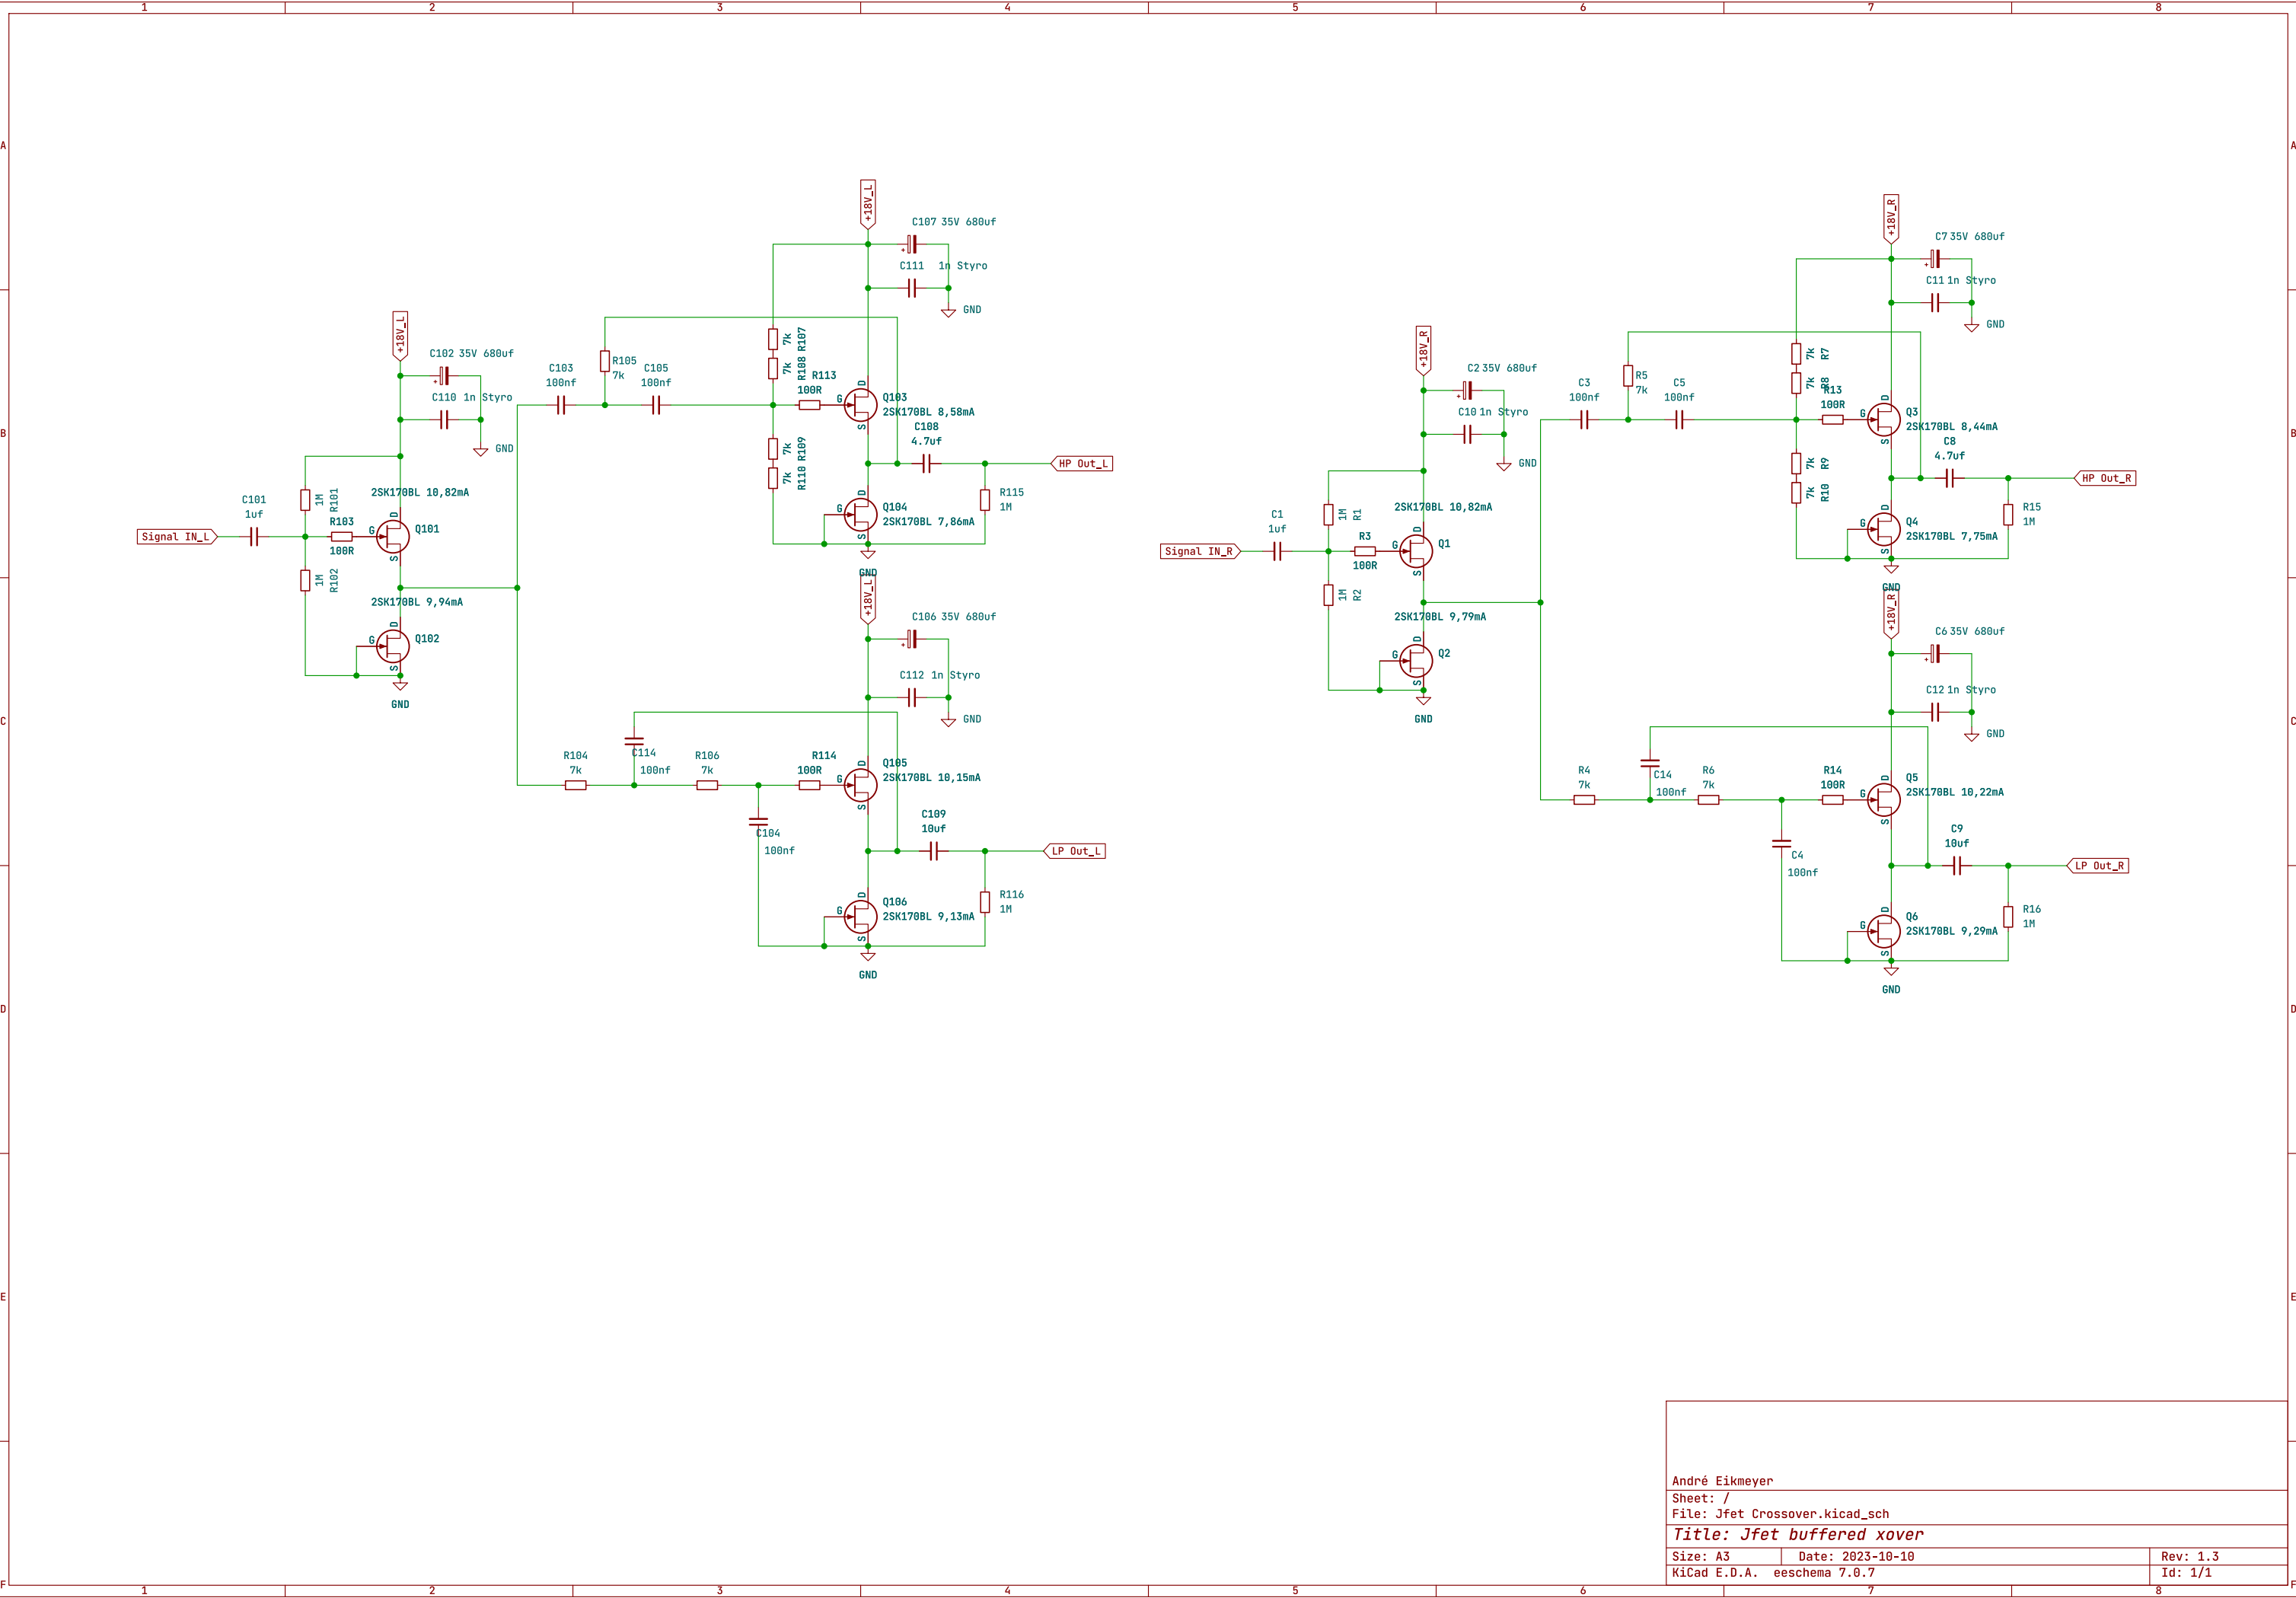 1 2 3 4 5 6 7 8
A A
B B
C C
D D
E E
F F
+18V_L
C107 35V 680uf
C111 1n Styro
GND
+18V_L
C102 35V 680uf
C110 1n Styro
GND
R105
7k
C103
100nf
C105
100nf
7k R107
7k R108
R113
100R
7k R109
7k R110
G D S
Q103
2SK170BL 8,58mA
C108
4.7uf
HP Out_L
R115
1M
G D S
Q104
2SK170BL 7,86mA
GND
C101
1uf
Signal IN_L
1M R101
R103
100R
1M R102
2SK170BL 10,82mA
G D S
Q101
2SK170BL 9,94mA
G D S
Q102
GND
+18V_L
C106 35V 680uf
C112 1n Styro
GND
R104
7k
C114
100nf
R106
7k
C104
100nf
R114
100R
G D S
Q105
2SK170BL 10,15mA
C109
10uf
LP Out_L
R116
1M
G D S
Q106
2SK170BL 9,13mA
GND
+18V_R
C7 35V 680uf
C11 1n Styro
GND
+18V_R
C2 35V 680uf
C10 1n Styro
GND
C3
100nf
R5
7k
C5
100nf
7k R7
7k R8
R13
100R
7k R9
7k R10
G D S
Q3
2SK170BL 8,44mA
C8
4.7uf
HP Out_R
R15
1M
G D S
Q4
2SK170BL 7,75mA
GND
C1
1uf
Signal IN_R
1M R1
R3
100R
1M R2
2SK170BL 10,82mA
G D S
Q1
2SK170BL 9,79mA
G D S
Q2
GND
+18V_R
C6 35V 680uf
C12 1n Styro
GND
R4
7k
C14
100nf
R6
7k
C4
100nf
R14
100R
G D S
Q5
2SK170BL 10,22mA
C9
10uf
LP Out_R
R16
1M
G D S
Q6
2SK170BL 9,29mA
GND
André Eikmeyer
Sheet: /
File: Jfet Crossover.kicad_sch
Title: Jfet buffered xover
Size: A3 Date: 2023-10-10 Rev: 1.3
KiCad E.D.A. eeschema 7.0.7 Id: 1/1
1 2 3 4 5 6 7 8